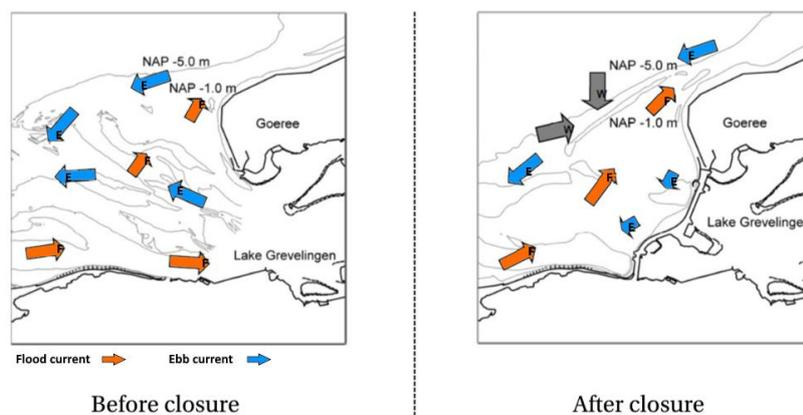 NAP -5.0 m
NAP -1.0 m
E
F
Goeree
E
F
E
E
Lake Grevelingen
F
F
Flood current
Ebb current
Before closure
E
NAP -5.0 m
W
F
NAP -1.0 m
Goeree
W
E
F
E
E
Lake Grevelingen
F
After closure